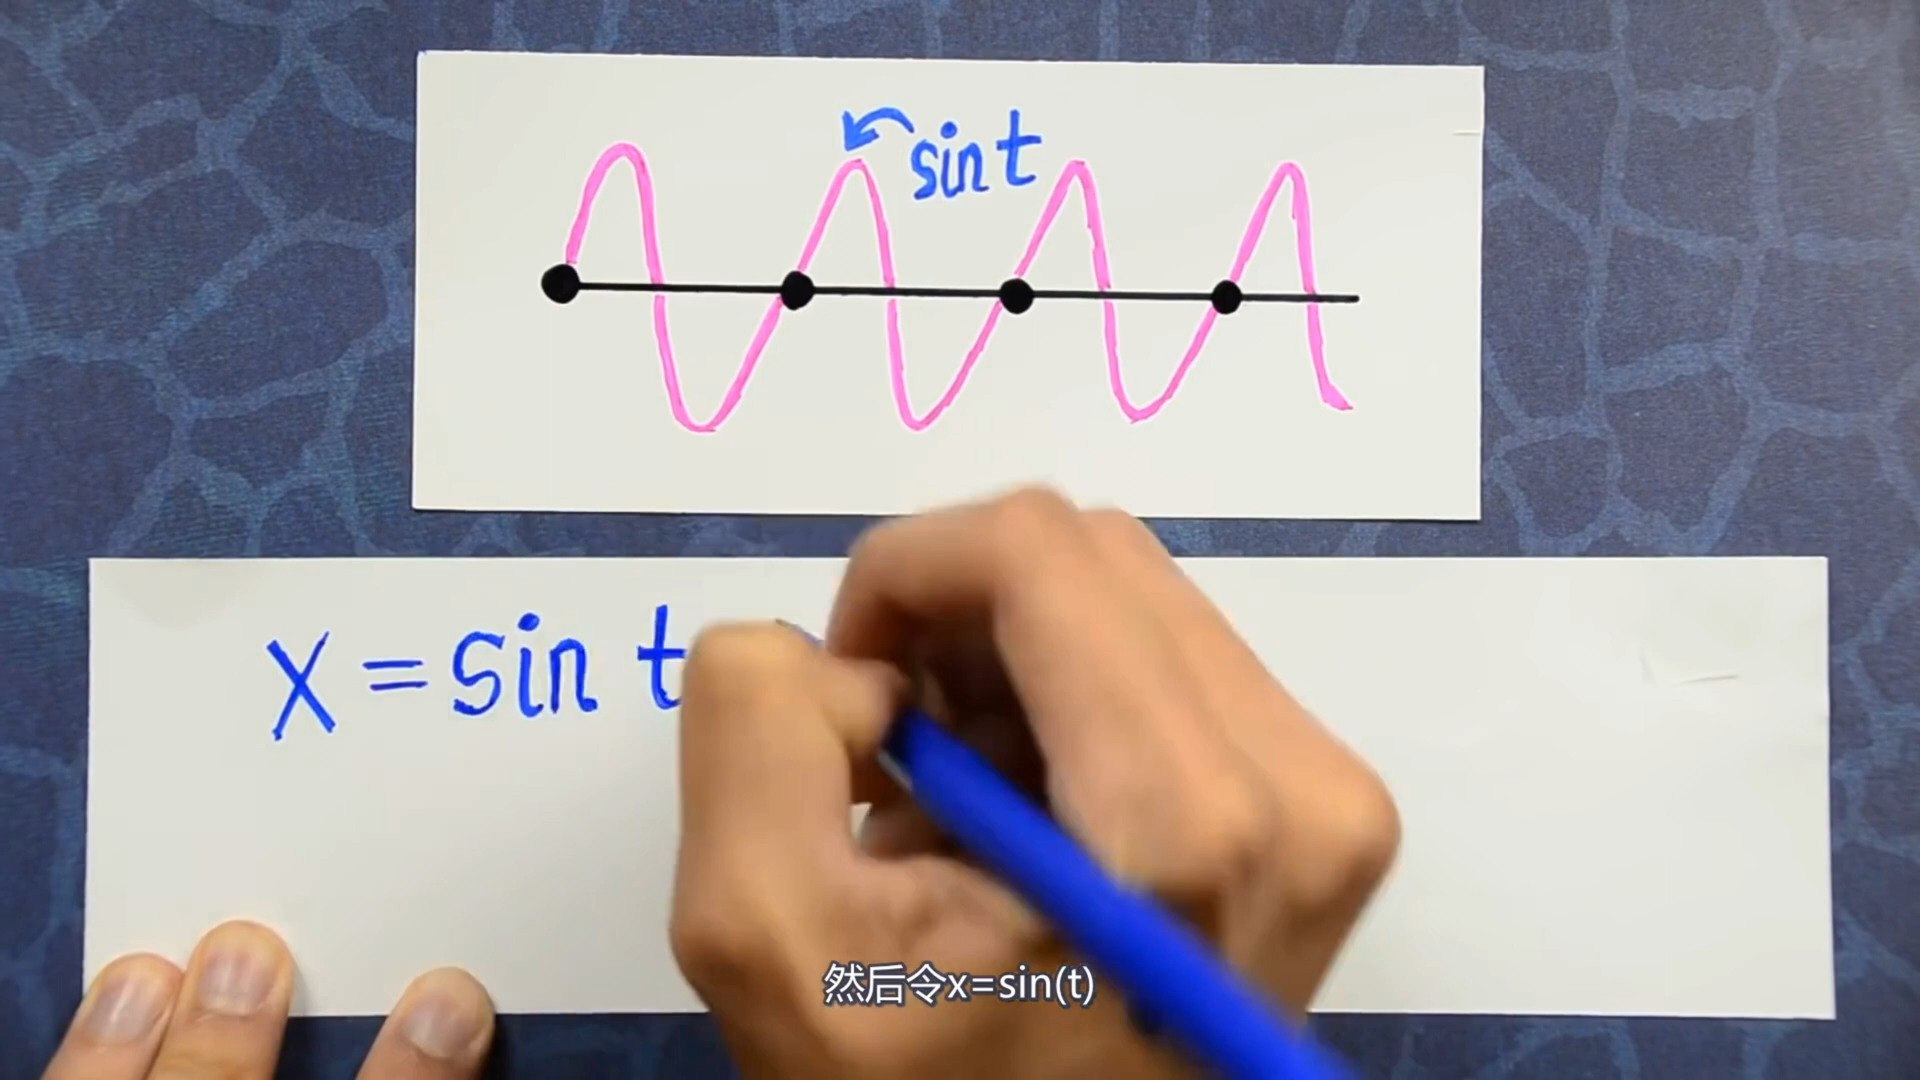 sin t
x = sin t
然后令x=sin(t)